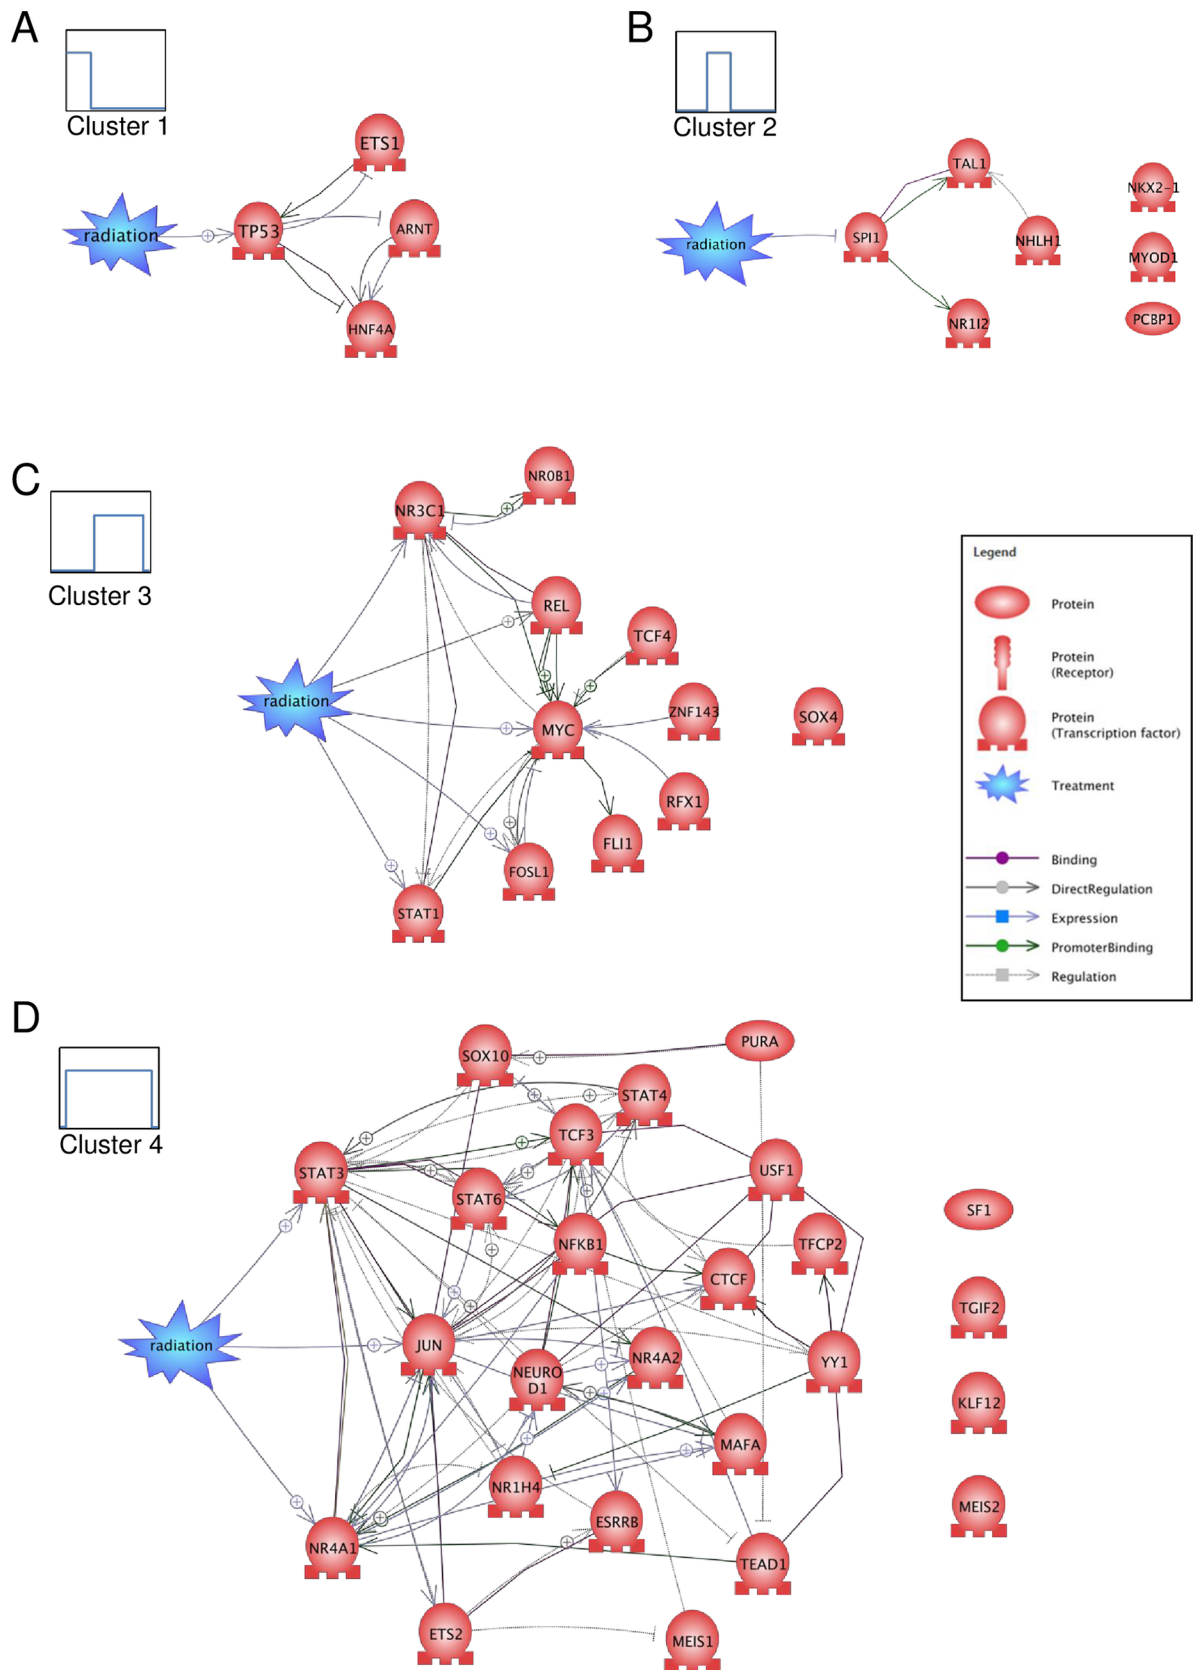 A
Cluster 1
radiation
TP53
ETS1
ARNT
HNF4A
B
Cluster 2
radiation
SPI1
TAL1
NHLH1
NR1I2
NKX2-1
MYOD1
PCBP1
C
Cluster 3
radiation
NR3C1
NR0B1
REL
TCF4
MYC
ZNF143
SOX4
RFX1
FLI1
FOSL1
STAT1
Legend
Protein
Protein
(Receptor)
Protein
(Transcription factor)
Treatment
Binding
DirectRegulation
Expression
PromoterBinding
Regulation
D
Cluster 4
radiation
SOX10
PURA
STAT4
TCF3
STAT3
USF1
STAT6
SF1
NFKB1
TFCP2
CTCF
TGIF2
JUN
NR4A2
YY1
NEURO
D1
KLF12
MAFA
NR1H4
MEIS2
ESRRB
NR4A1
TEAD1
ETS2
MEIS1